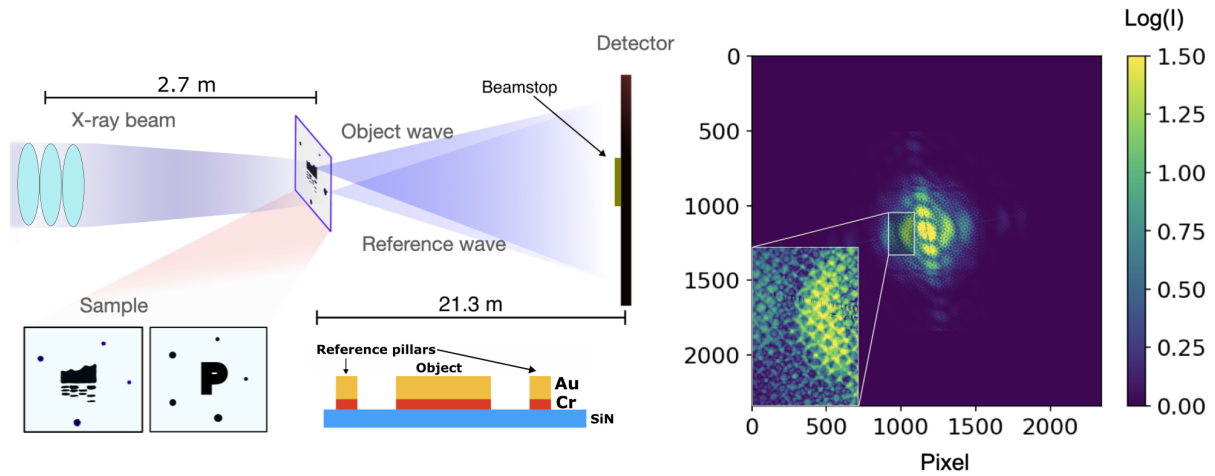 2.7 m
X-ray beam
Object wave
Reference wave
Beamstop
Detector
21.3 m
Sample
P
Reference pillars
Object
Au
Cr
SiN
Log(I)
0
500
1000
1500
2000
0 500 1000 1500 2000
Pixel
1.50
1.25
1.00
0.75
0.50
0.25
0.00